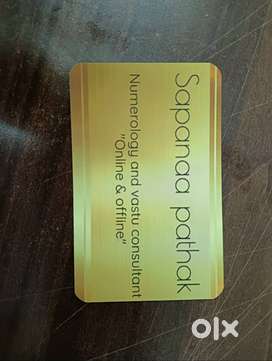 Sapanaa pathak
Numerology and vastu consultant
"Online & offline"
olx